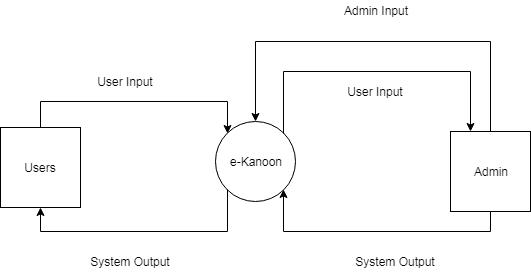 Admin Input
User Input
User Input
Users
e-Kanoon
Admin
System Output
System Output